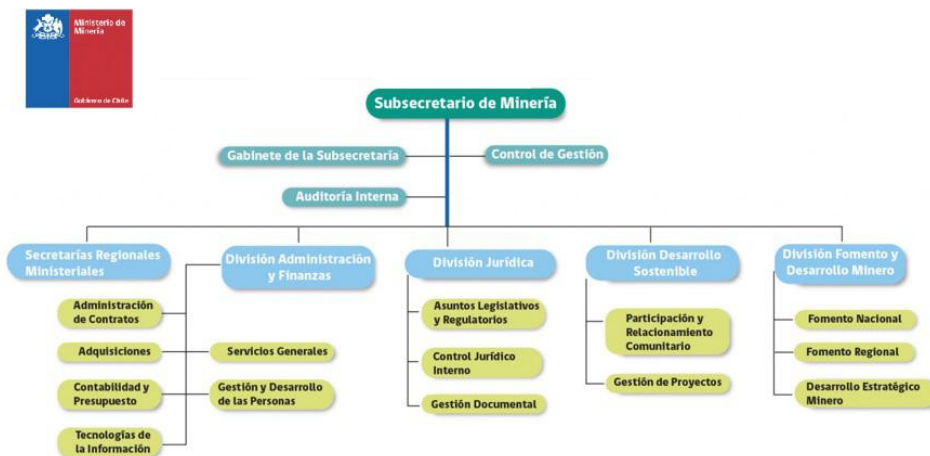 Ministerio de
Minería
Gobierno de Chile
Subsecretario de Minería
Gabinete de la Subsecretaría
Control de Gestión
Auditoría Interna
Secretarías Regionales
Ministeriales
División Administración
y Finanzas
División Jurídica
División Desarrollo
Sostenible
División Fomento y
Desarrollo Minero
Administración
de Contratos
Adquisiciones
Servicios Generales
Contabilidad y
Presupuesto
Gestión y Desarrollo
de las Personas
Tecnologías de
la Información
Asuntos Legislativos
y Regulatorios
Control Jurídico
Interno
Gestión Documental
Participación y
Relacionamiento
Comunitario
Gestión de Proyectos
Fomento Nacional
Fomento Regional
Desarrollo Estratégico
Minero